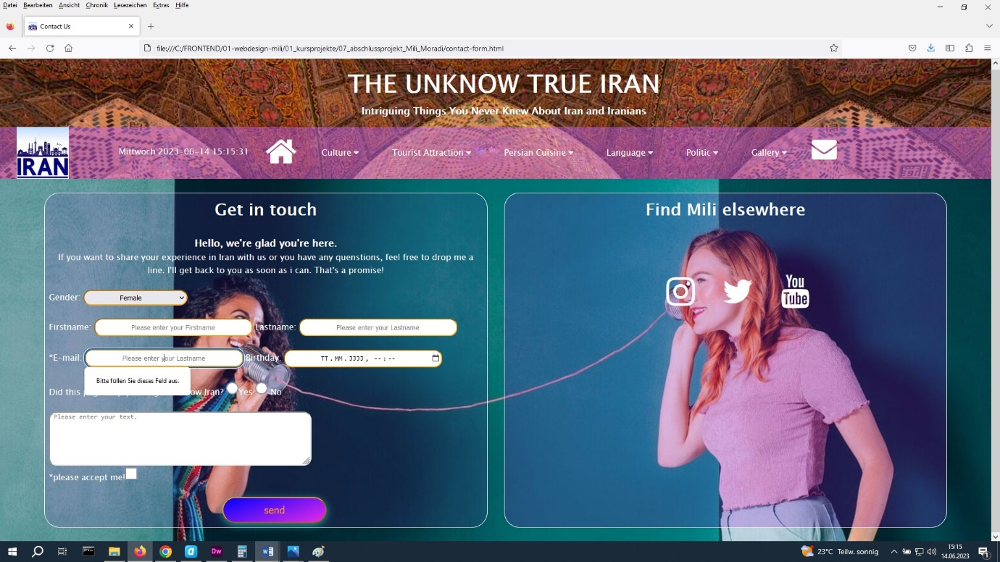 Datei Bearbeiten Ansicht Chronik Lesezeichen Extras Hilfe
Contact Us
file:///C:/FRONTEND/01-webdesign-mili/01_kursprojekte/07_abschlussprojekt_Mili_Moradi/contact-form.html
THE UNKNOW TRUE IRAN
Intriguing Things You Never Knew About Iran and Iranians
IRAN
Mittwoch 2023-06-14 15:15:31
Culture
Tourist Attraction
Persian Cuisine
Language
Politic
Gallery
Get in touch
Hello, we're glad you're here.
If you want to share your experience in Iran with us or you have any quenstions, feel free to drop me a
line. I'll get back to you as soon as i can. That's a promise!
Gender: Female
Firstname: Please enter your Firstname Lastname: Please enter your Lastname
*E-mail: Please enter your Lastname Birthday: TT.MM.JJJJ, --:--
Bitte füllen Sie dieses Feld aus.
Did this Iran? Yes No
Please enter your text.
*please accept me!
send
Find Mili elsewhere
You
Tube
Dw
W
23°C Teilw. sonnig
15:15
14.06.2023
1